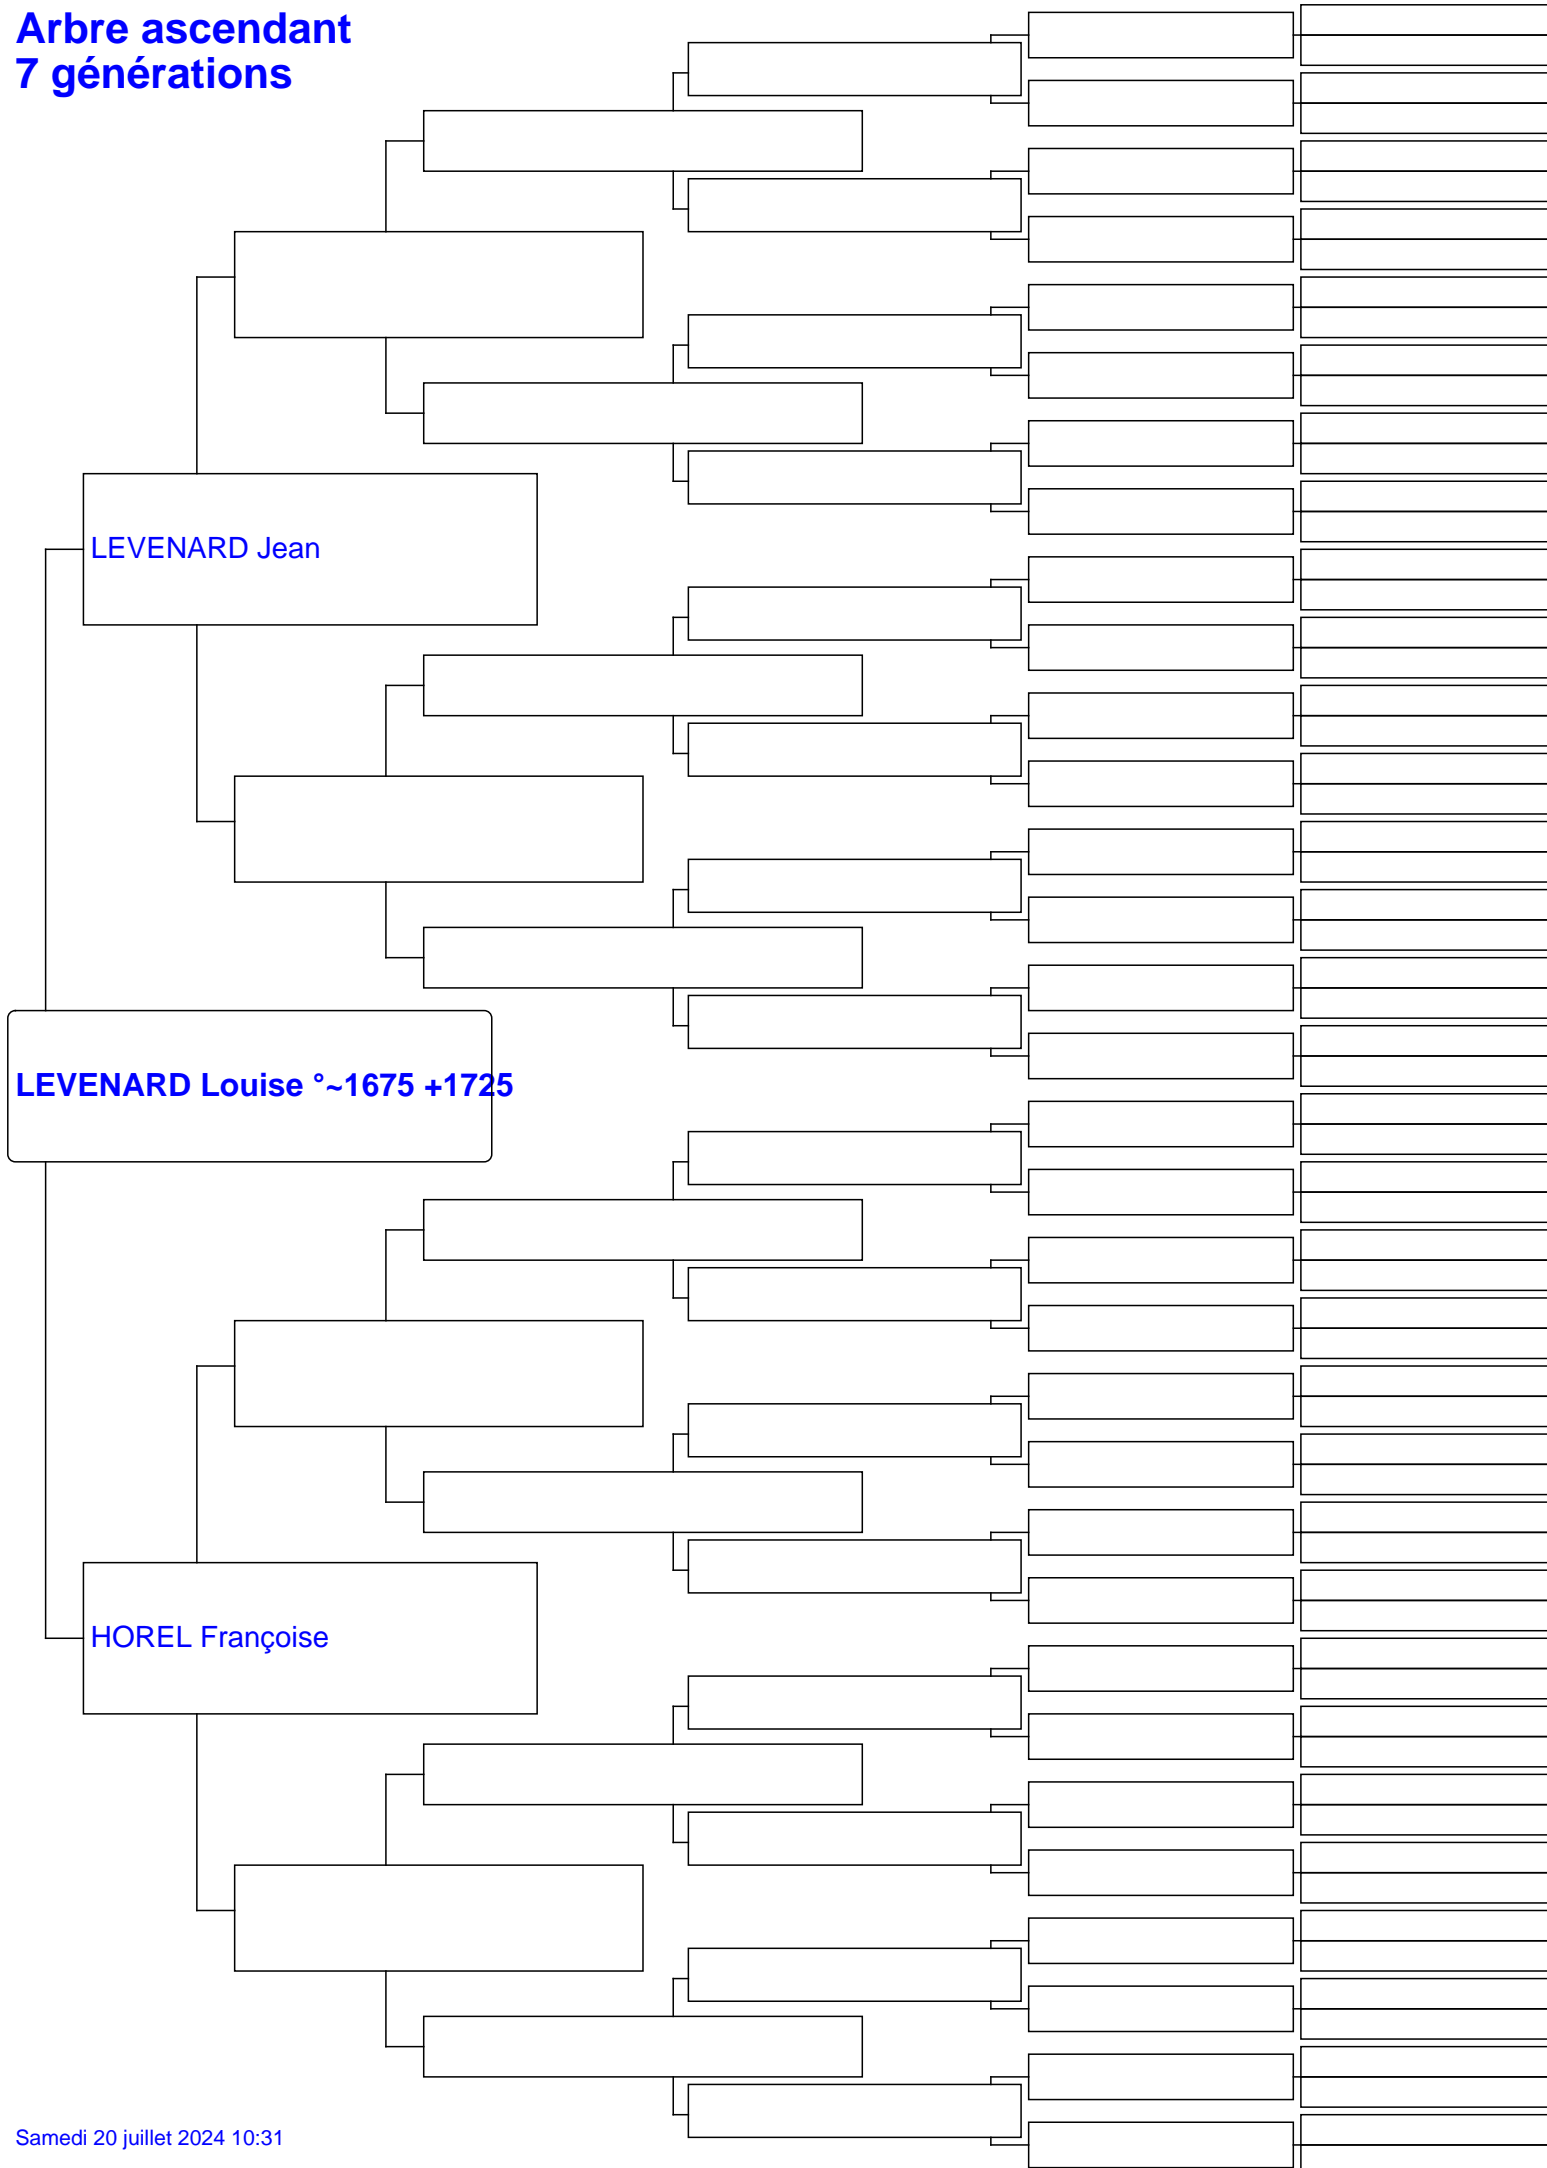 Arbre ascendant
7 générations
LEVENARD Jean
LEVENARD Louise °~1675 +1725
HOREL Françoise
Samedi 20 juillet 2024 10:31